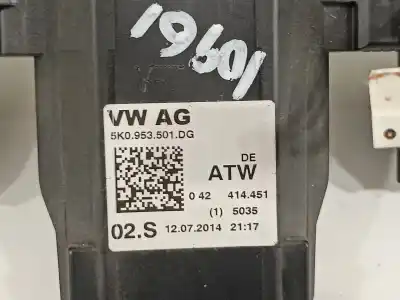 10961
VW AG
5K0.953.501.DG
DE
ATW
0 42 414.451
(1) 5035
02.S 12.07.2014 21:17